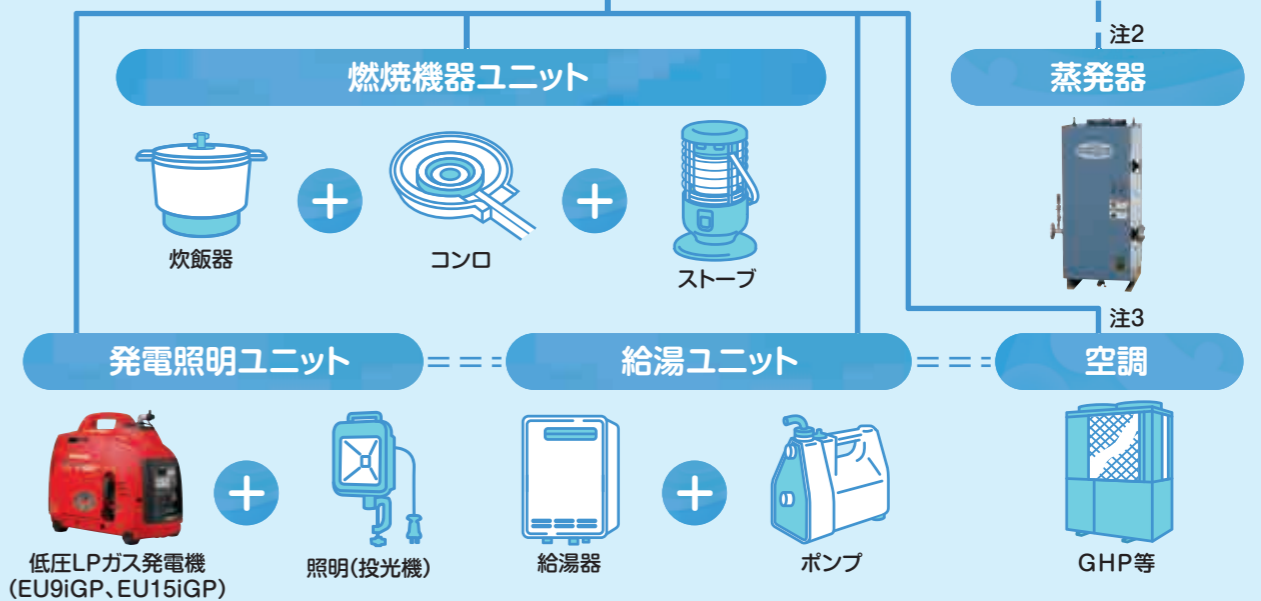 注2
燃焼機器ユニット
蒸発器
炊飯器
コンロ
ストーブ
注3
発電照明ユニット
給湯ユニット
空調
低圧LPガス発電機
(EU9iGP、EU15iGP)
照明(投光機)
給湯器
ポンプ
GHP等